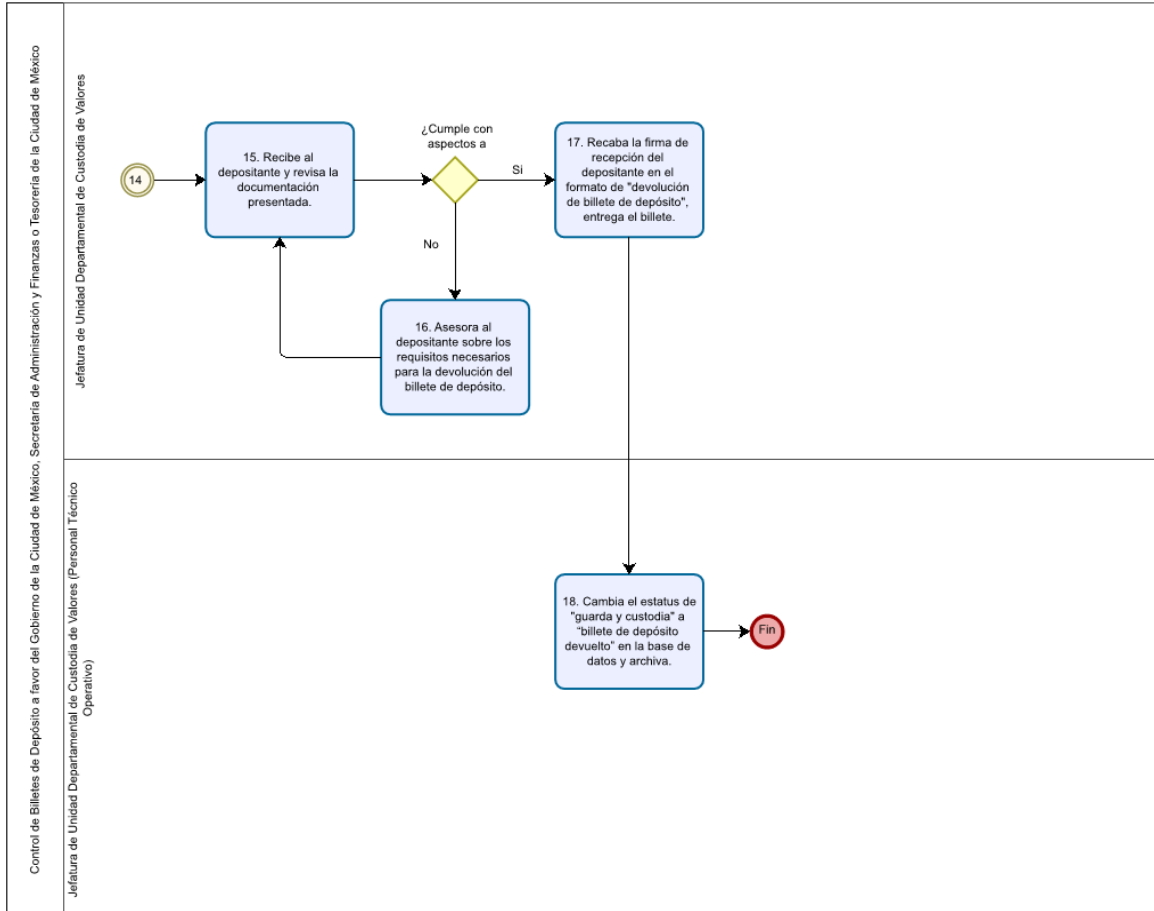 Control de Billetes de Depósito a favor del Gobierno de la Ciudad de México, Secretaría de Administración y Finanzas o Tesorería de la Ciudad de México
Jefatura de Unidad Departamental de Custodia de Valores
14
15. Recibe al
depositante y revisa la
documentación
presentada.
¿Cumple con
aspectos a
Si
No
17. Recaba la firma de
recepción del
depositante en el
formato de "devolución
de billete de depósito",
entrega el billete.
16. Asesora al
depositante sobre los
requisitos necesarios
para la devolución del
billete de depósito.
Jefatura de Unidad Departamental de Custodia de Valores (Personal Técnico
Operativo)
18. Cambia el estatus de
"guarda y custodia" a
“billete de depósito
devuelto” en la base de
datos y archiva.
Fin